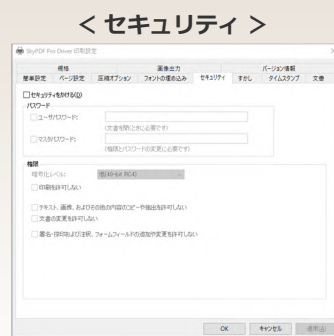 ＜セキュリティ＞
SkyPDF Pro Driver 印刷設定
規格 画像出力 バージョン情報
簡単設定 ページ設定 圧縮オプション フォントの埋め込み セキュリティ すかし タイムスタンプ 文書
セキュリティをかける(Q)
パスワード
ユーザパスワード:
(文書を開くときに必要です)
マスタパスワード:
(権限とパスワードの変更に必要です)
権限
暗号化レベル:
印刷を許可しない
テキスト、画像、およびその他の内容のコピーや抽出を許可しない
文書の変更を許可しない
署名・捺印および注釈、フォームフィールドの追加や変更を許可しない
OK キャンセル